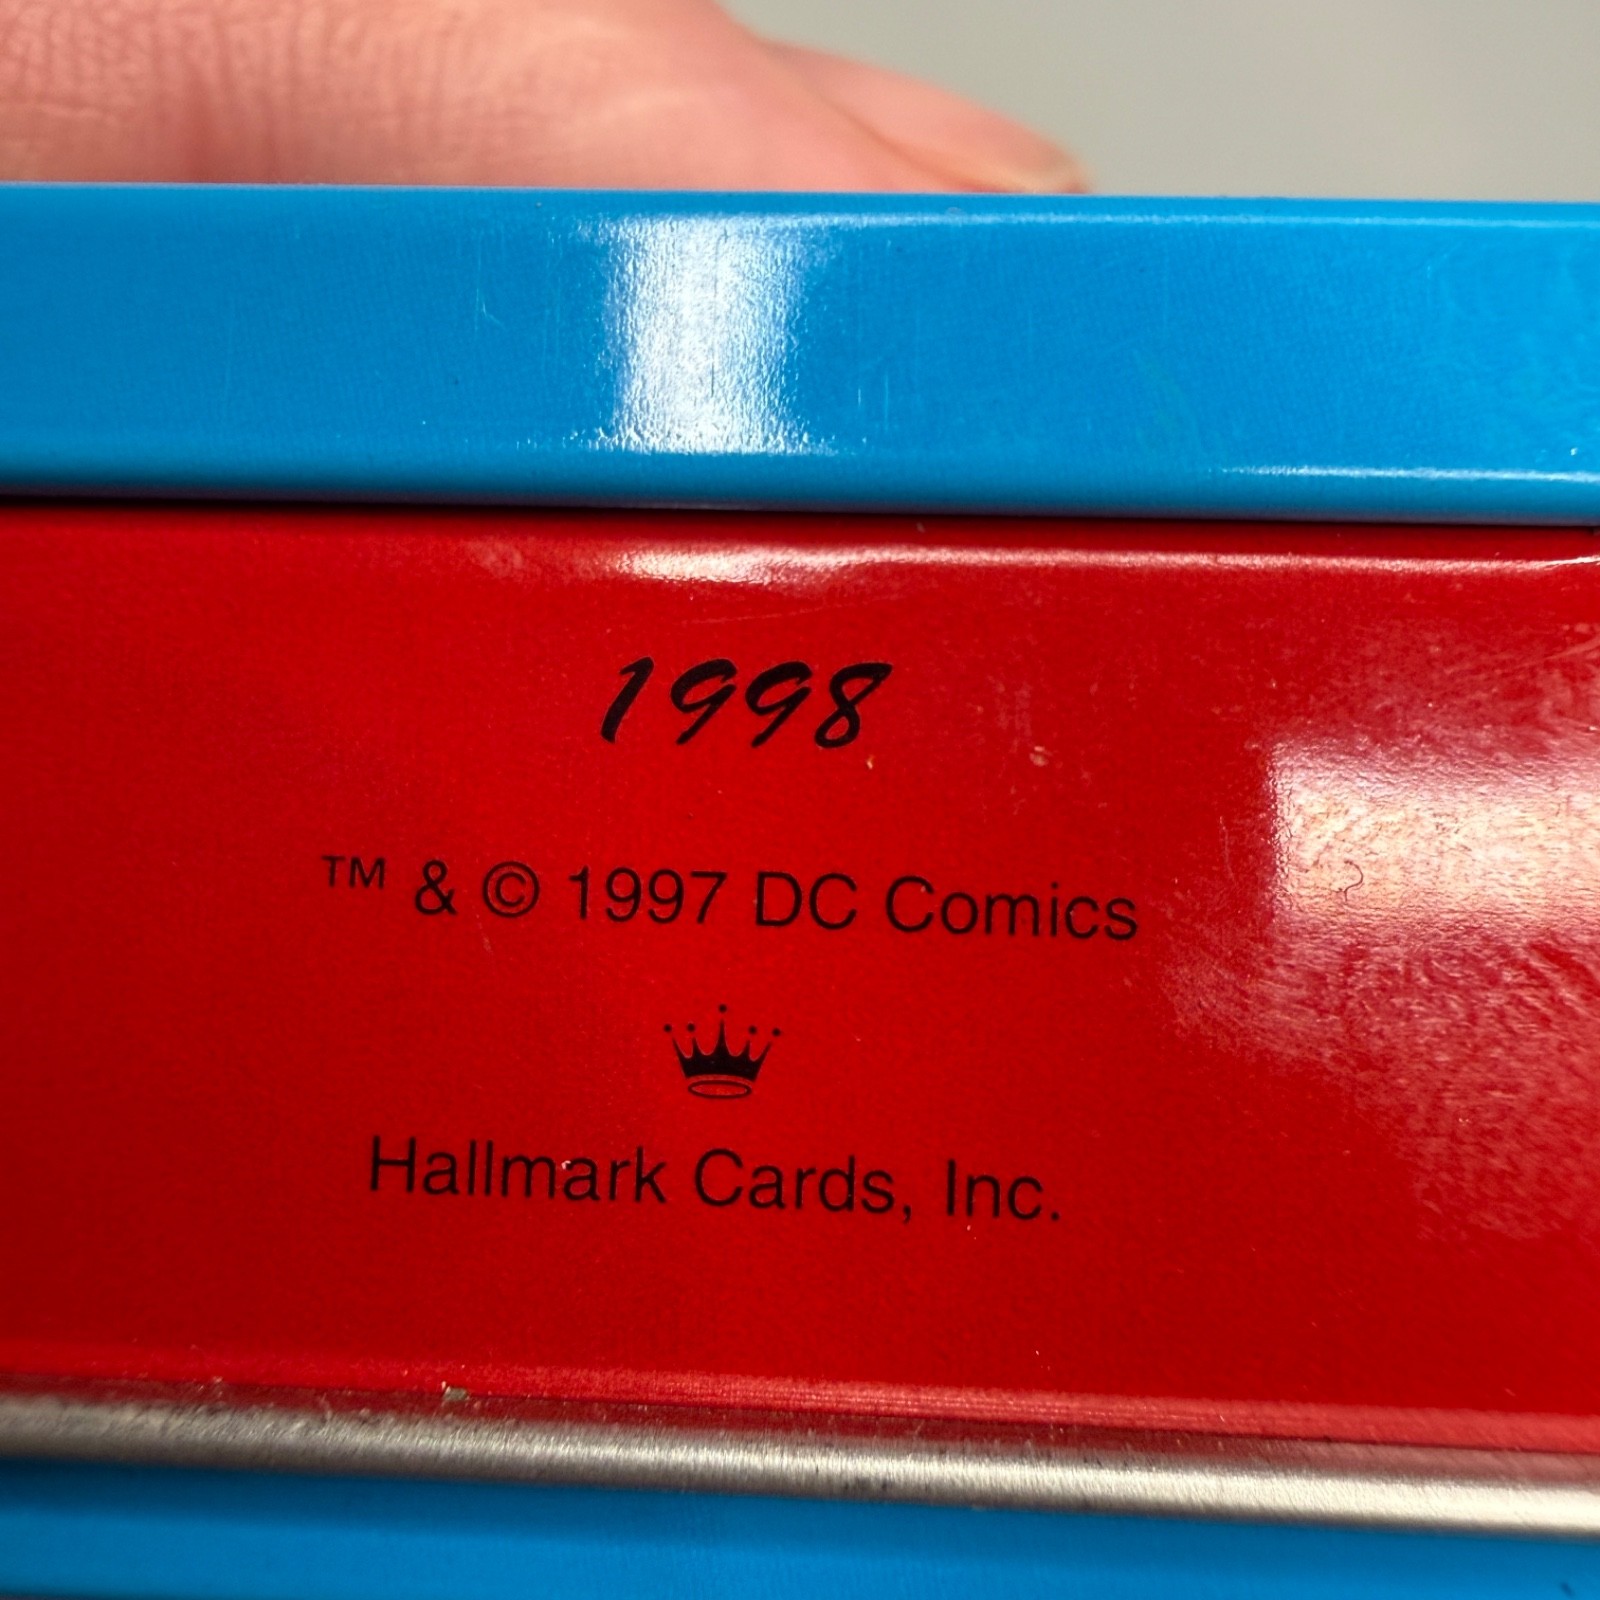 1998
™ & © 1997 DC Comics
Hallmark Cards, Inc.